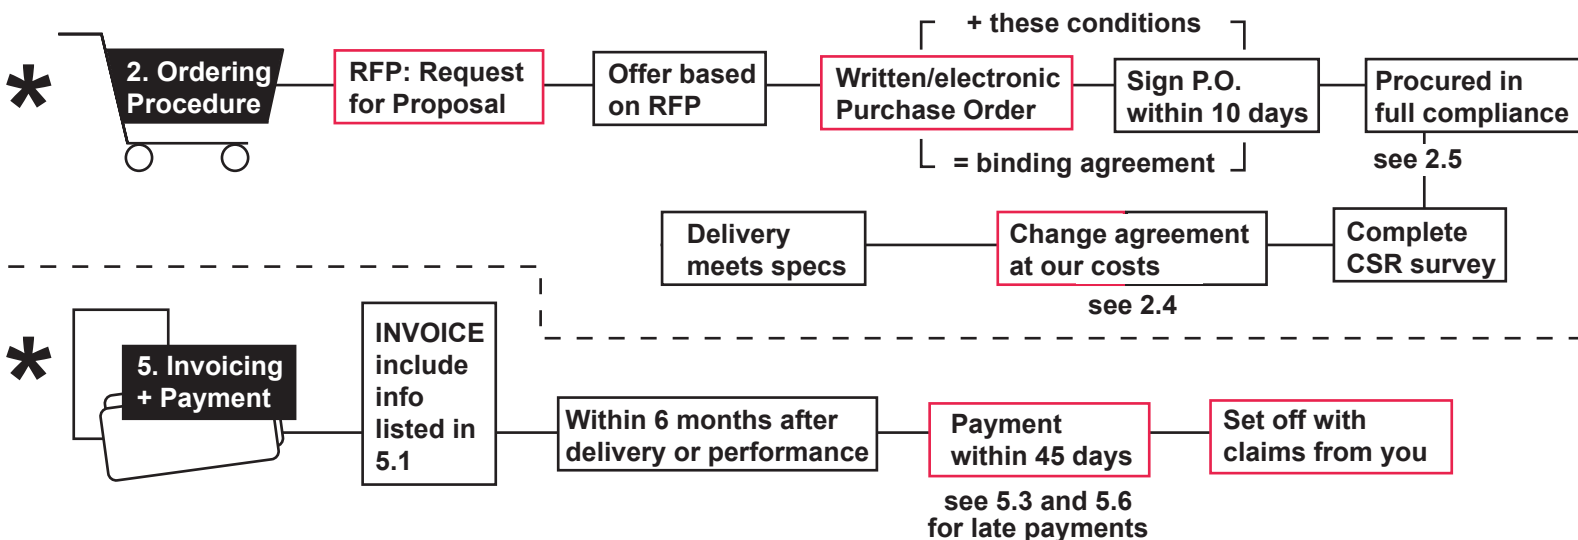 2. Ordering
Procedure
RFP: Request
for Proposal
Offer based
on RFP
+ these conditions
Written/electronic
Purchase Order
Sign P.O.
within 10 days
= binding agreement
Procured in
full compliance
see 2.5
Complete
CSR survey
Change agreement
at our costs
see 2.4
Delivery
meets specs
5. Invoicing
+ Payment
INVOICE
include
info
listed in
5.1
Within 6 months after
delivery or performance
Payment
within 45 days
see 5.3 and 5.6
for late payments
Set off with
claims from you